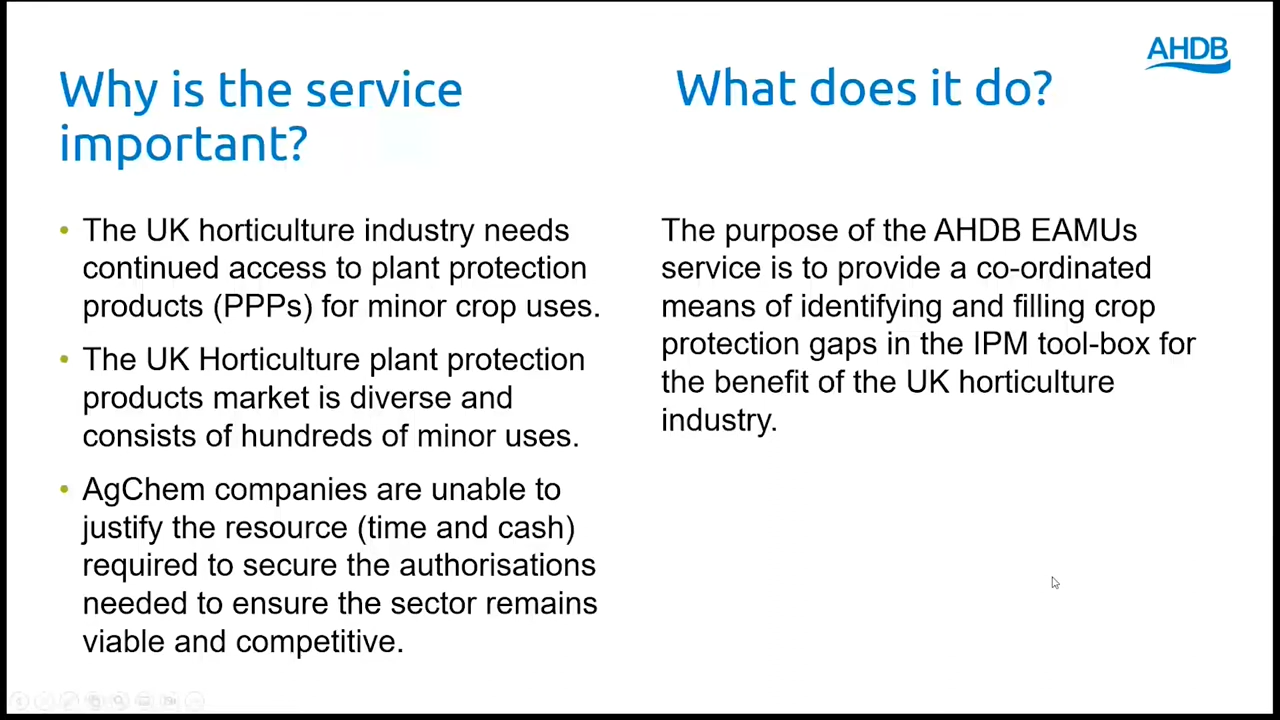 AHDB
Why is the service
important?
• The UK horticulture industry needs
continued access to plant protection
products (PPPs) for minor crop uses.
• The UK Horticulture plant protection
products market is diverse and
consists of hundreds of minor uses.
• AgChem companies are unable to
justify the resource (time and cash)
required to secure the authorisations
needed to ensure the sector remains
viable and competitive.
What does it do?
The purpose of the AHDB EAMUs
service is to provide a co-ordinated
means of identifying and filling crop
protection gaps in the IPM tool-box for
the benefit of the UK horticulture
industry.